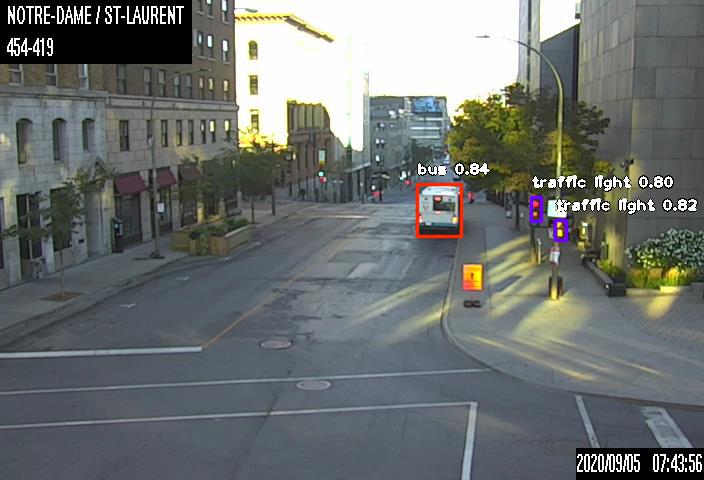 NOTRE-DAME / ST-LAURENT
454-419
bus 0.84
traffic light 0.80
traffic light 0.82
2020/09/05 07:43:56